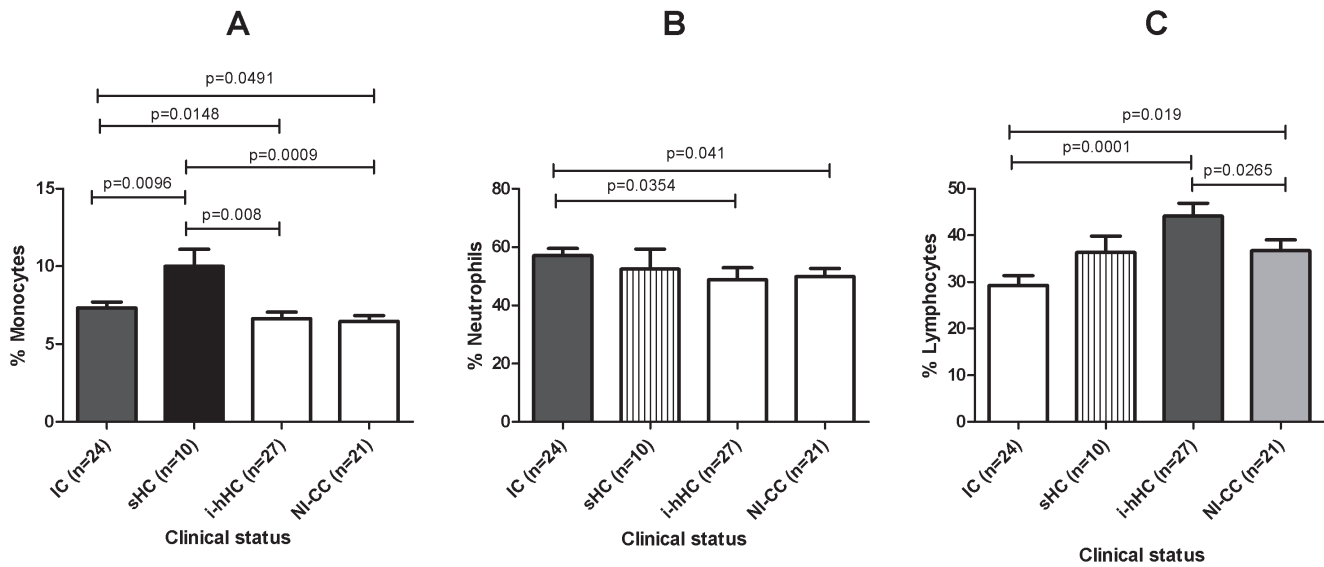 A
p=0.0491
p=0.0148
p=0.0009
p=0.0096
p=0.008
% Monocytes
15
10
5
0
IC (n=24)
sHC (n=10)
i-hHC (n=27)
NI-CC (n=21)
Clinical status
B
p=0.041
p=0.0354
% Neutrophils
80
60
40
20
0
IC (n=24)
sHC (n=10)
i-hHC (n=27)
NI-CC (n=21)
Clinical status
C
p=0.019
p=0.0001
p=0.0265
% Lymphocytes
50
40
30
20
10
0
IC (n=24)
sHC (n=10)
i-hHC (n=27)
NI-CC (n=21)
Clinical status